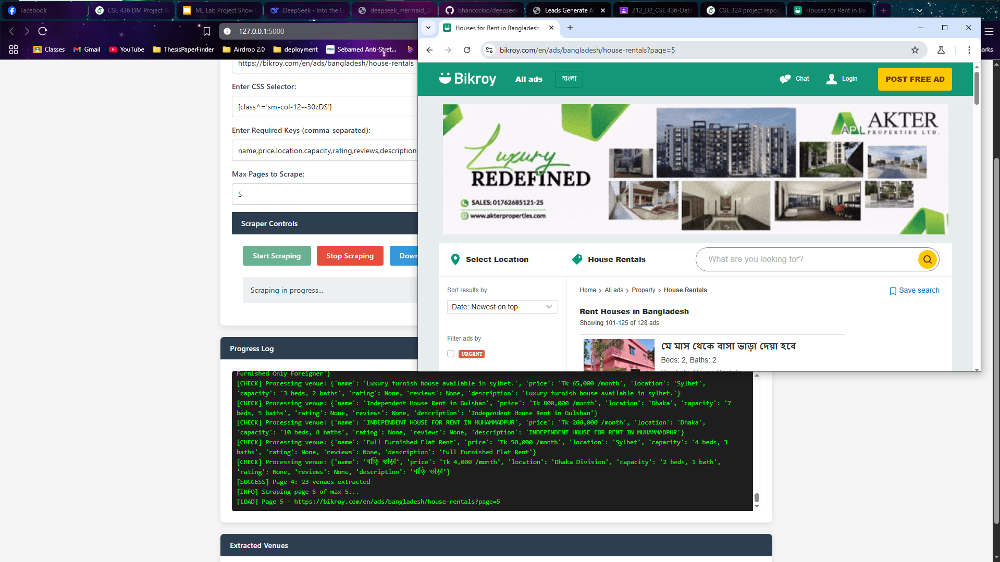 Facebook
CSE 436 DM Project Re
ML Lab Project Show C
DeepSeek - Into the U
deepseek_mermaid_20
bhancockio/deepseek
Leads Generate A
212_D2_CSE 436-Data
CSE 324 project report
Houses for Rent in Ban
127.0.0.1:5000
Classes
Gmail
YouTube
ThesisPaperFinder
Airdrop 2.0
deployment
Sebamed Anti-Stret...
arks
https://bikroy.com/en/ads/bangladesh/house-rentals
Enter CSS Selector:
[class^='sm-col-12--30zDS']
Enter Required Keys (comma-separated):
name,price,location,capacity,rating,reviews,description
Max Pages to Scrape:
5
Scraper Controls
Start Scraping
Stop Scraping
Down
Scraping in progress...
Houses for Rent in Bangladesh
bikroy.com/en/ads/bangladesh/house-rentals?page=5
Bikroy
All ads
বাংলা
Chat
Login
POST FREE AD
Luxury
REDEFINED
SALES: 01762685121-25
www.akterproperties.com
APL
AKTER
PROPERTIES LTD.
Select Location
House Rentals
What are you looking for?
Sort results by
Date: Newest on top
Filter ads by
URGENT
Home > All ads > Property > House Rentals
Save search
Rent Houses in Bangladesh
Showing 101-125 of 128 ads
মে মাস থেকে বাসা ভাড়া দেয়া হবে
Beds: 2, Baths: 2
Rajshahi, House Rentals
Progress Log
Furnished Only Foreigner'}
[CHECK] Processing venue: {'name': 'Luxury furnish house available in sylhet.', 'price': 'Tk 65,000 /month', 'location': 'Sylhet',
'capacity': '3 beds, 2 baths', 'rating': None, 'reviews': None, 'description': 'Luxury furnish house available in sylhet.'}
[CHECK] Processing venue: {'name': 'Independent House Rent in Gulshan', 'price': 'Tk 800,000 /month', 'location': 'Dhaka', 'capacity': '7
beds, 5 baths', 'rating': None, 'reviews': None, 'description': 'Independent House Rent in Gulshan'}
[CHECK] Processing venue: {'name': 'INDEPENDENT HOUSE FOR RENT IN MUHAMMADPUR', 'price': 'Tk 260,000 /month', 'location': 'Dhaka',
'capacity': '10 beds, 8 baths', 'rating': None, 'reviews': None, 'description': 'INDEPENDENT HOUSE FOR RENT IN MUHAMMADPUR'}
[CHECK] Processing venue: {'name': 'Full Furnished Flat Rent', 'price': 'Tk 50,000 /month', 'location': 'Sylhet', 'capacity': '4 beds, 3
baths', 'rating': None, 'reviews': None, 'description': 'Full Furnished Flat Rent'}
[CHECK] Processing venue: {'name': 'বাড়ি ভাড়া', 'price': 'Tk 4,000 /month', 'location': 'Dhaka Division', 'capacity': '2 beds, 1 bath',
'rating': None, 'reviews': None, 'description': 'বাড়ি ভাড়া'}
[SUCCESS] Page 4: 23 venues extracted
[INFO] Scraping page 5 of max 5...
[LOAD] Page 5 - https://bikroy.com/en/ads/bangladesh/house-rentals?page=5
Extracted Venues